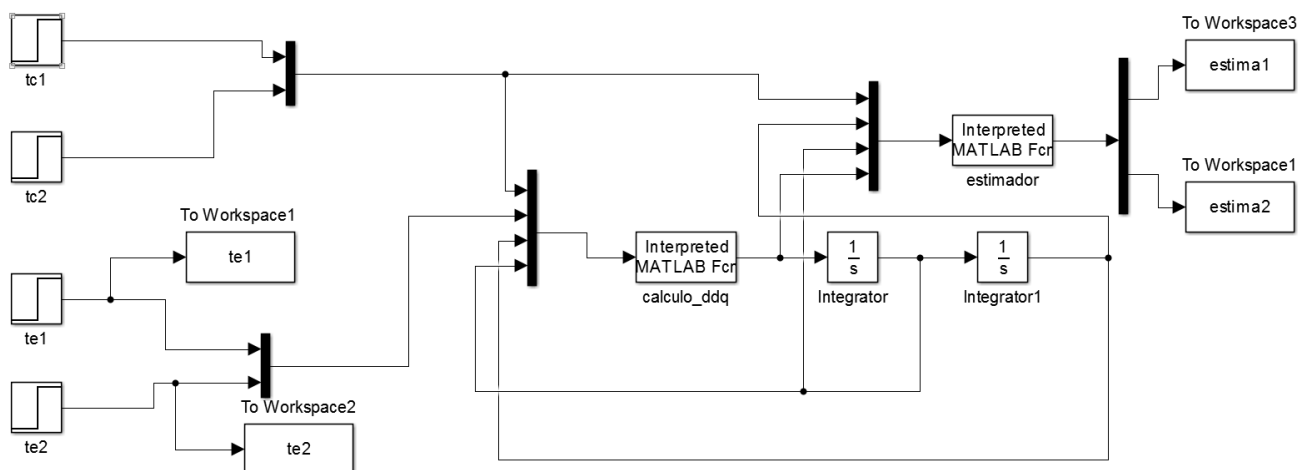 To Workspace3
estima1
tc1
Interpreted
MATLAB Fcn
estimador
To Workspace1
estima2
tc2
To Workspace1
te1
Interpreted
MATLAB Fcn
calculo_ddq
1
s
Integrator
1
s
Integrator1
te1
To Workspace2
te2
te2